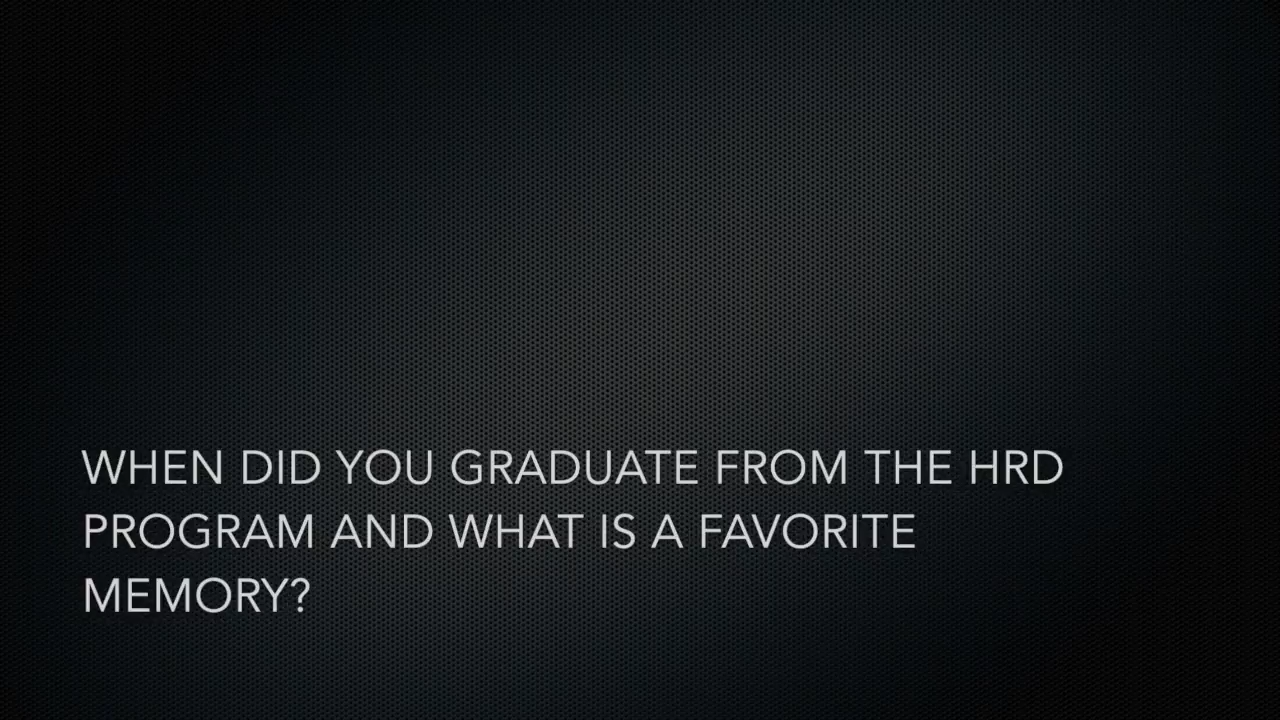 WHEN DID YOU GRADUATE FROM THE HRD
PROGRAM AND WHAT IS A FAVORITE
MEMORY?